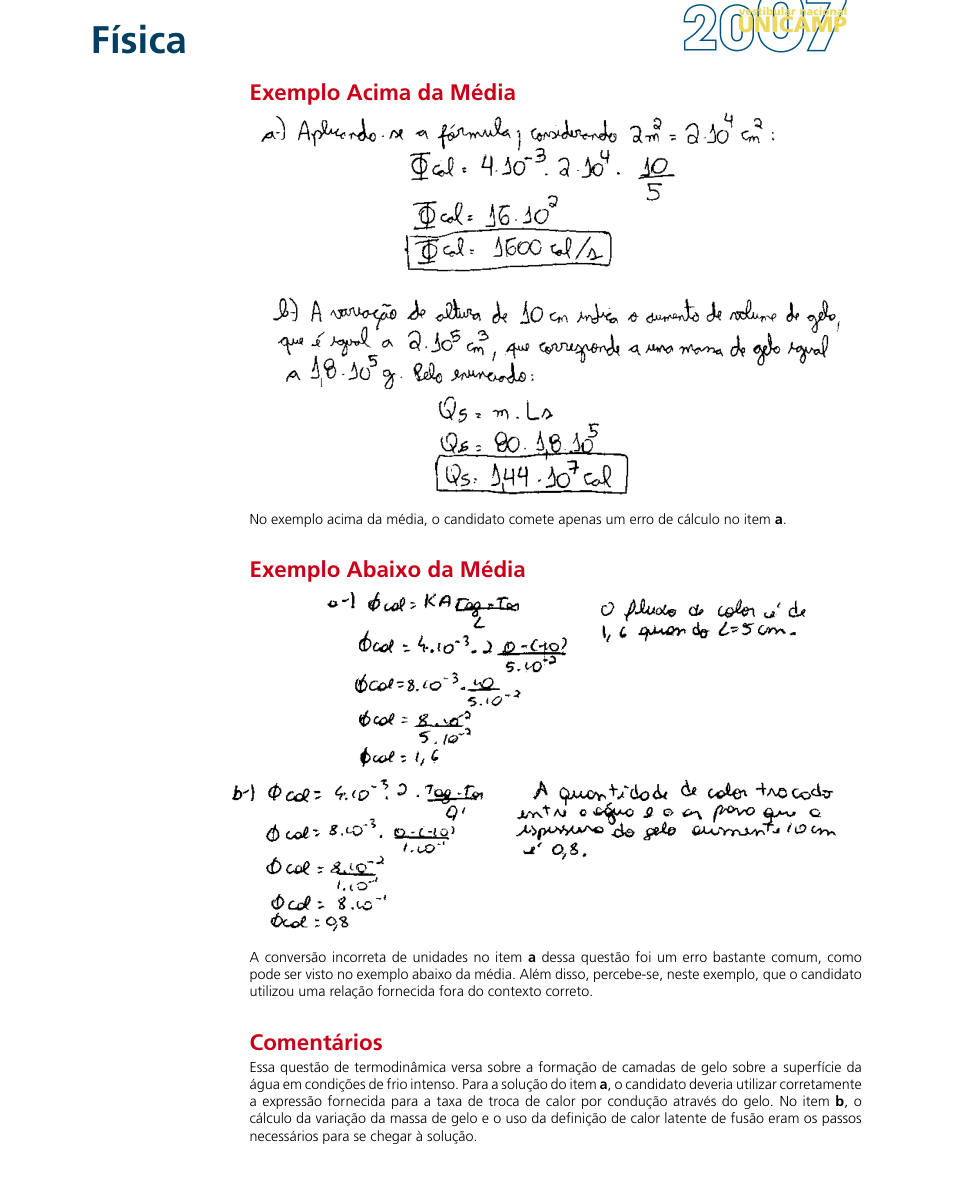 Física
vestibular nacional
2007
UNICAMP
Exemplo Acima da Média
a-) Aplicando-se a fórmula, considerando 2m² = 2·10⁴ cm²:
Φcal = 4·10⁻³ · 2·10⁴ · 10/5
Φcal = 16·10²
Φcal = 1600 cal/s
b-) A variação de altura de 10 cm indica o aumento de volume de gelo,
que é igual a 2·10⁵ cm³, que corresponde a uma massa de gelo igual
a 1,8·10⁵ g. Pelo enunciado:
Qs = m·Ls
Qs = 80·1,8·10⁵
Qs = 1,44·10⁷ cal
No exemplo acima da média, o candidato comete apenas um erro de cálculo no item a.
Exemplo Abaixo da Média
a-) Φcal = KA Tag-Tar/L
O fluxo de calor é de
1,6 quando L=5cm.
Φcal = 4.10⁻³.2 0-(-10)/5.10⁻²
Φcal = 8.10⁻³.10/5.10⁻²
Φcal = 8.10⁻²/5.10⁻²
Φcal = 1,6
b-) Φcal = 4.10⁻³.2. Tag-Tar/0,1
A quantidade de calor trocado
entre o água e o ar para que a
espessura do gelo aumente 10cm
é 0,8.
Φcal = 8.10⁻³. 0-(-10)/1.10⁻¹
Φcal = 8.10⁻²/1.10⁻¹
Φcal = 8.10⁻¹
Φcal = 0,8
A conversão incorreta de unidades no item a dessa questão foi um erro bastante comum, como
pode ser visto no exemplo abaixo da média. Além disso, percebe-se, neste exemplo, que o candidato
utilizou uma relação fornecida fora do contexto correto.
Comentários
Essa questão de termodinâmica versa sobre a formação de camadas de gelo sobre a superfície da
água em condições de frio intenso. Para a solução do item a, o candidato deveria utilizar corretamente
a expressão fornecida para a taxa de troca de calor por condução através do gelo. No item b, o
cálculo da variação da massa de gelo e o uso da definição de calor latente de fusão eram os passos
necessários para se chegar à solução.